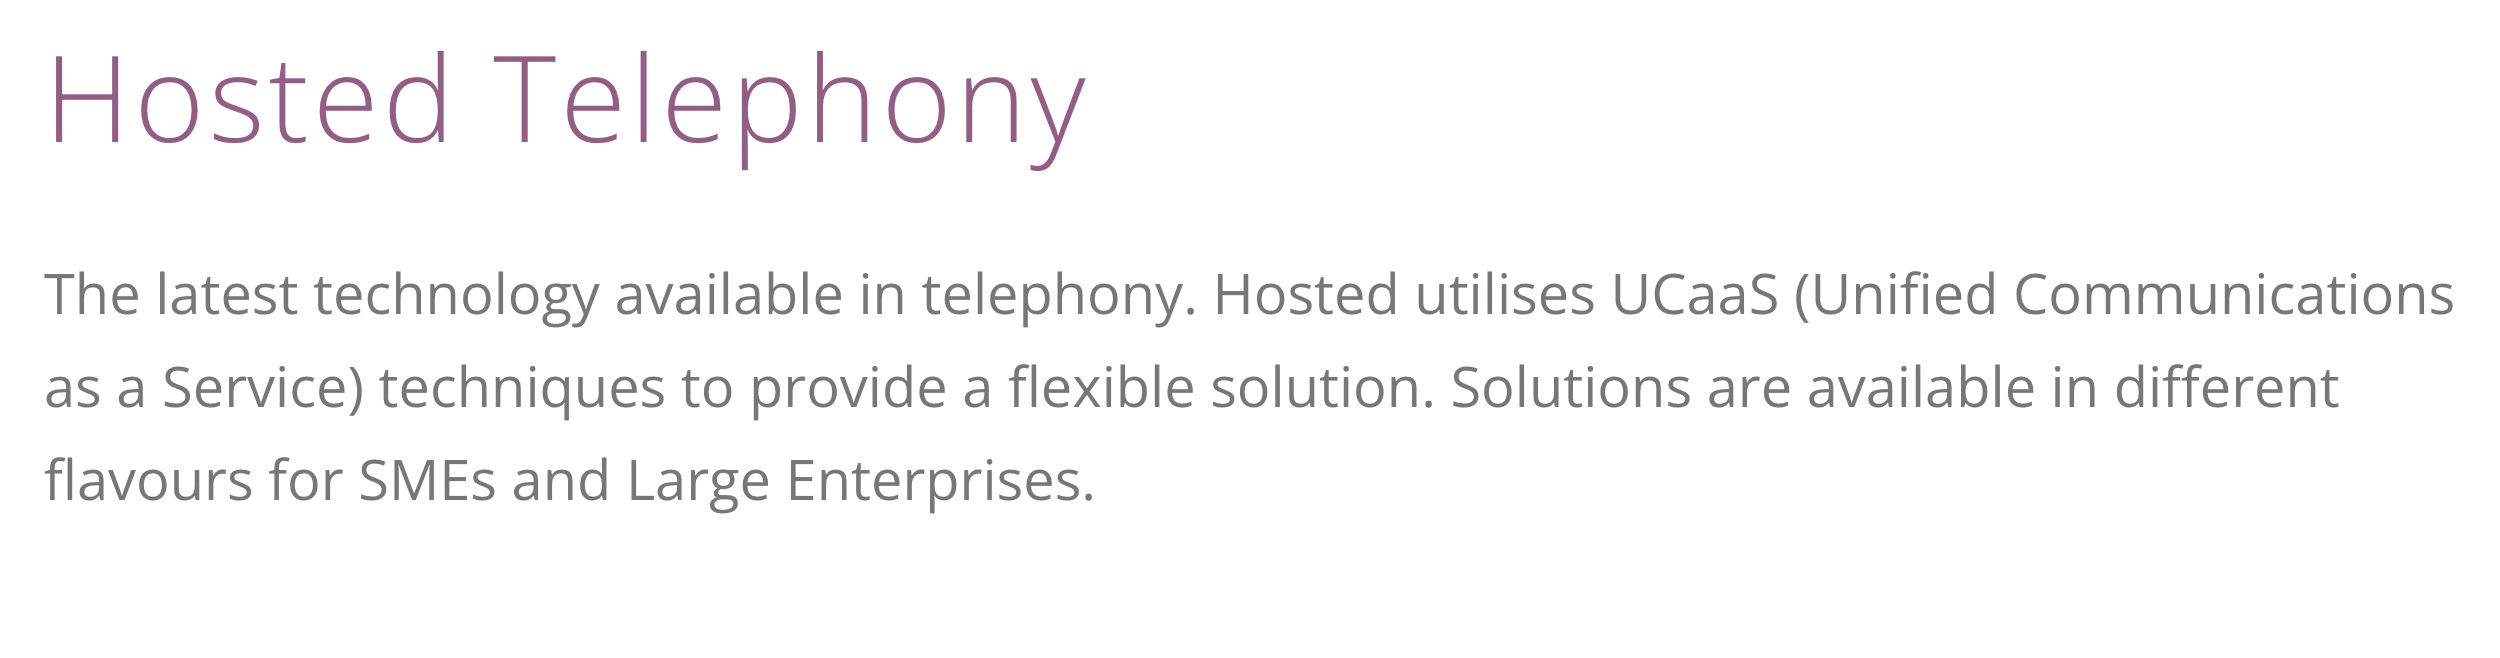 Hosted Telephony
The latest technology available in telephony. Hosted utilises UCaaS (Unified Communications
as a Service) techniques to provide a flexible solution. Solutions are available in  different
flavours for SMEs and Large Enterprises.